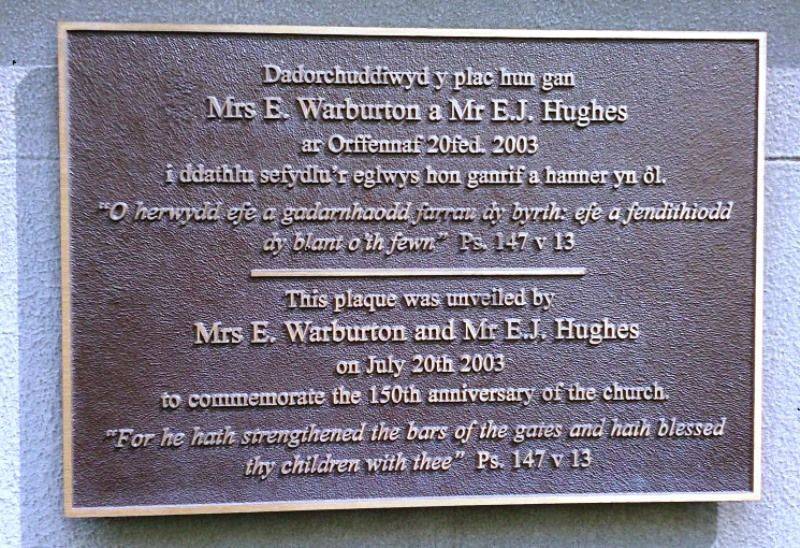 Dadorchuddiwyd y plac hun gan
Mrs E. Warburton a Mr E.J. Hughes
ar Orffennaf 20fed. 2003
i ddathlu sefydlu'r eglwys hon ganrif a hanner yn ôl.
"O herwydd efe a gadarnhaodd farrau dy byrth: efe a fendithiodd
dy blant o'th fewn" Ps. 147 v 13
This plaque was unveiled by
Mrs E. Warburton and Mr E.J. Hughes
on July 20th 2003
to commemorate the 150th anniversary of the church.
"For he hath strengthened the bars of the gates and hath blessed
thy children with thee" Ps. 147 v 13